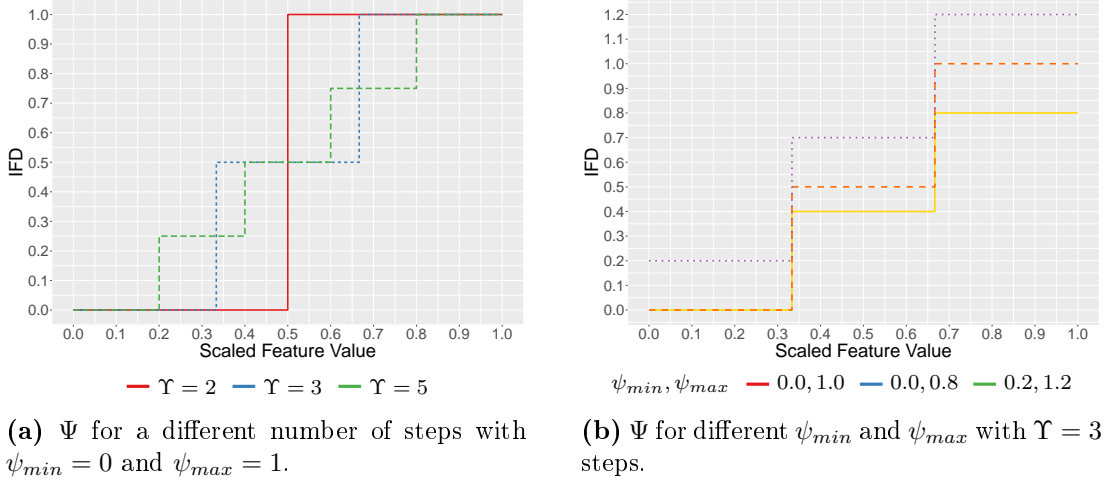 1.0
0.9
0.8
0.7
0.6
0.5
0.4
0.3
0.2
0.1
0.0
IFD
0.0 0.1 0.2 0.3 0.4 0.5 0.6 0.7 0.8 0.9 1.0
Scaled Feature Value
ϒ = 2 ϒ = 3 ϒ = 5
(a) Ψ for a different number of steps with
ψmin = 0 and ψmax = 1.
1.2
1.1
1.0
0.9
0.8
0.7
0.6
0.5
0.4
0.3
0.2
0.1
0.0
IFD
0.0 0.1 0.2 0.3 0.4 0.5 0.6 0.7 0.8 0.9 1.0
Scaled Feature Value
ψmin, ψmax 0.0, 1.0 0.0, 0.8 0.2, 1.2
(b) Ψ for different ψmin and ψmax with ϒ = 3
steps.